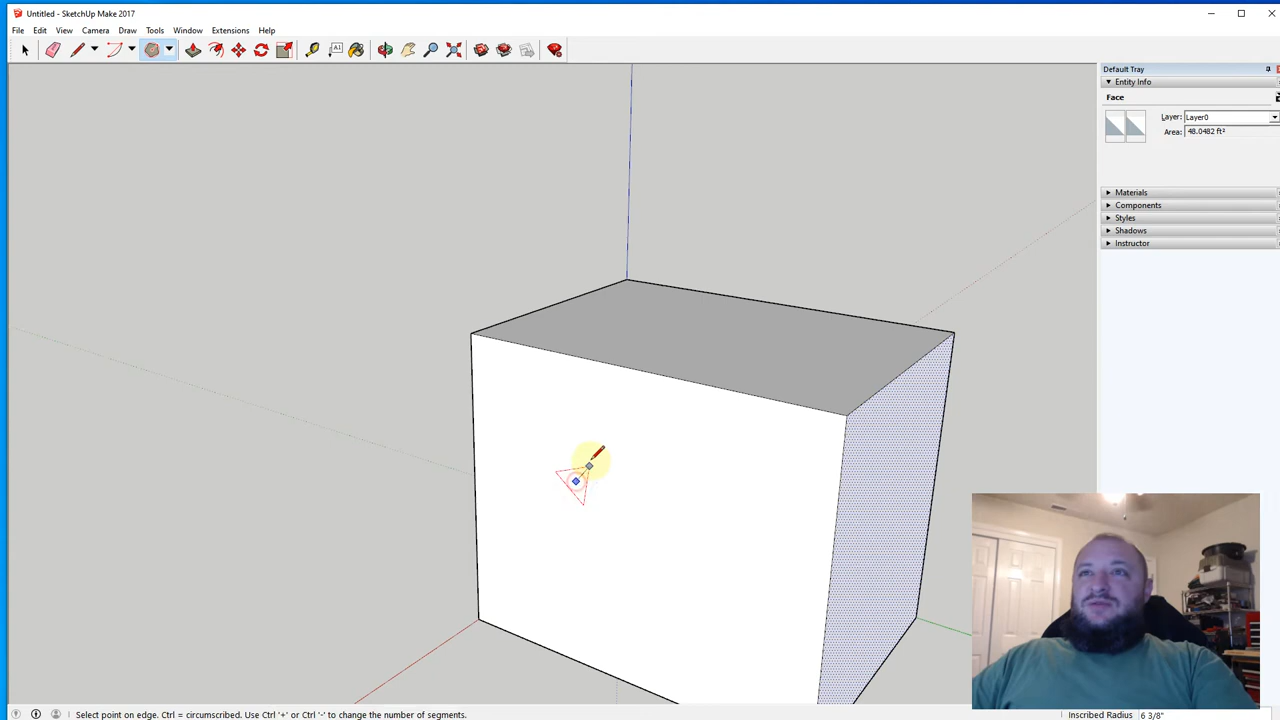 Untitled - SketchUp Make 2017
File Edit View Camera Draw Tools Window Extensions Help
A1
Default Tray
Entity Info
Face
Layer: Layer0
Area: 48.0482 ft²
Materials
Components
Styles
Shadows
Instructor
Select point on edge. Ctrl = circumscribed. Use Ctrl '+' or Ctrl '-' to change the number of segments.
Inscribed Radius 6 3/8"